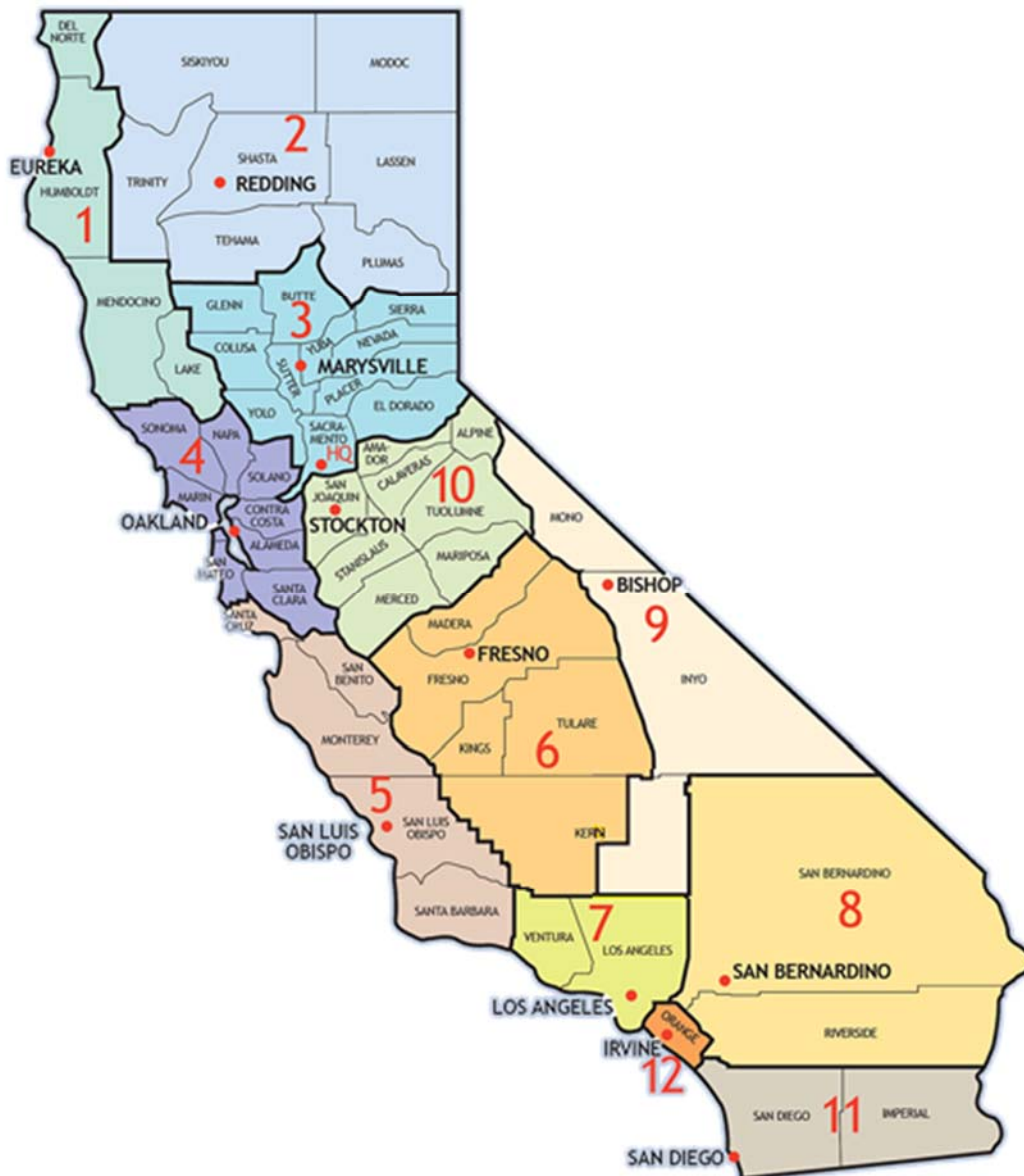 DEL
NORTE
SISKIYOU
MODOC
2
SHASTA
LASSEN
EUREKA
TRINITY
REDDING
HUMBOLDT
1
TEHAMA
PLUMAS
MENDOCINO
GLENN
BUTTE
SIERRA
3
COLUSA
YUBA
NEVADA
LAKE
SUTTER
MARYSVILLE
PLACER
YOLO
EL DORADO
SONOMA
NAPA
SACRA-
MENTO
HQ
ALPINE
AMA-
DOR
4
CALAVERAS
SOLANO
10
MARIN
SAN
JOAQUIN
TUOLUMNE
CONTRA
COSTA
MONO
OAKLAND
STOCKTON
ALAMEDA
STANISLAUS
MARIPOSA
SAN
MATEO
SANTA
CLARA
MERCED
BISHOP
SANTA
CRUZ
MADERA
9
FRESNO
SAN
BENITO
FRESNO
INYO
TULARE
MONTEREY
KINGS
6
5
SAN LUIS
OBISPO
SAN LUIS
OBISPO
KERN
SAN BERNARDINO
SANTA BARBARA
7
8
VENTURA
LOS ANGELES
SAN BERNARDINO
LOS ANGELES
ORANGE
RIVERSIDE
IRVINE
12
SAN DIEGO
11
IMPERIAL
SAN DIEGO